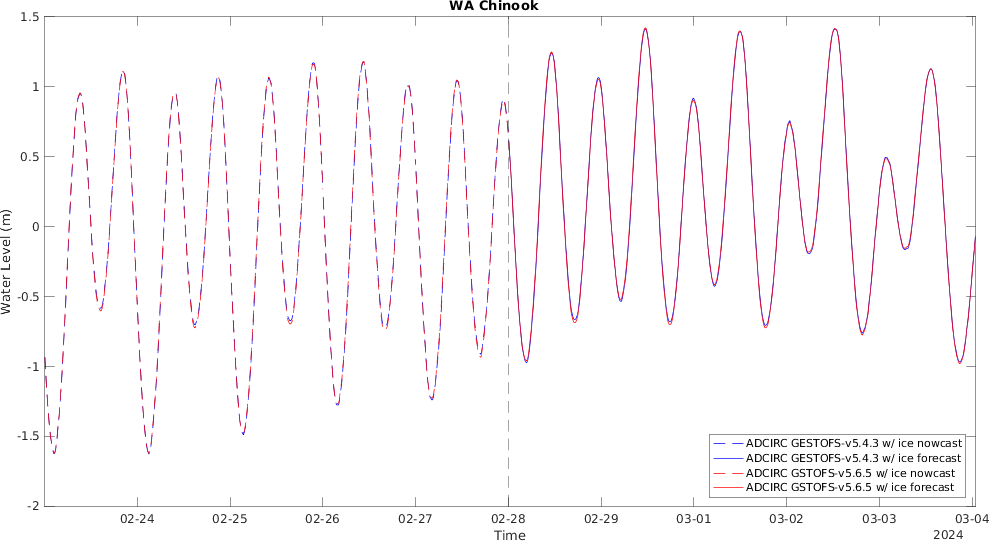 WA Chinook
1.5
1
0.5
0
-0.5
-1
-1.5
-2
Water Level (m)
02-24 02-25 02-26 02-27 02-28 02-29 03-01 03-02 03-03 03-04
Time
2024
ADCIRC GESTOFS-v5.4.3 w/ ice nowcast
ADCIRC GESTOFS-v5.4.3 w/ ice forecast
ADCIRC GSTOFS-v5.6.5 w/ ice nowcast
ADCIRC GSTOFS-v5.6.5 w/ ice forecast